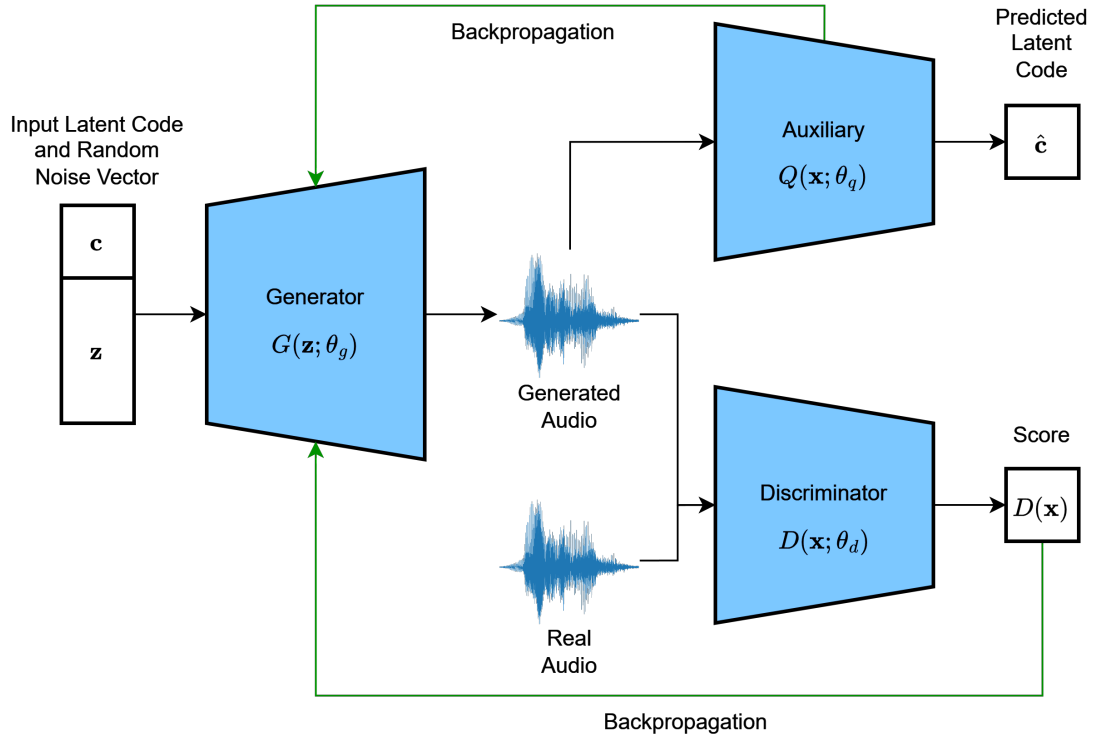 Backpropagation
Predicted
Latent
Code
Input Latent Code
and Random
Noise Vector
Auxiliary
Q(𝐱; θ_q)
ĉ
c
z
Generator
G(𝐳; θ_g)
Generated
Audio
Score
Discriminator
D(𝐱; θ_d)
D(𝐱)
Real
Audio
Backpropagation